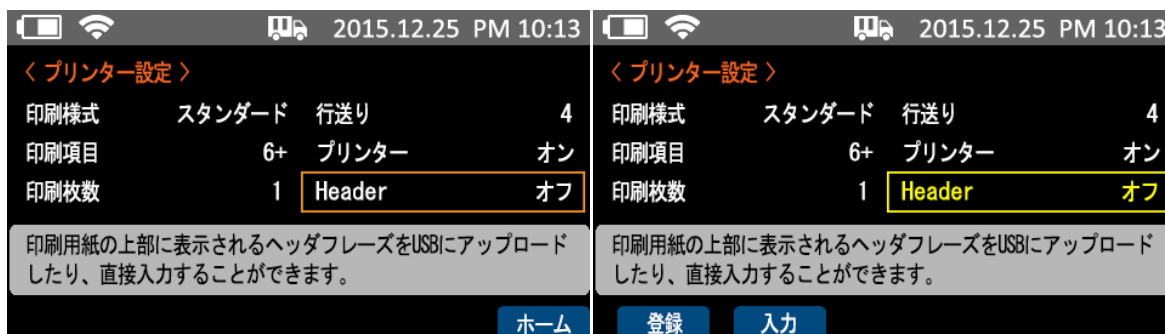 2015.12.25 PM 10:13
〈 プリンター設定 〉
印刷様式 スタンダード 行送り 4
印刷項目 6+ プリンター オン
印刷枚数 1 Header オフ
印刷用紙の上部に表示されるヘッダフレーズをUSBにアップロード
したり、直接入力することができます。
ホーム
2015.12.25 PM 10:13
〈 プリンター設定 〉
印刷様式 スタンダード 行送り 4
印刷項目 6+ プリンター オン
印刷枚数 1 Header オフ
印刷用紙の上部に表示されるヘッダフレーズをUSBにアップロード
したり、直接入力することができます。
登録 入力